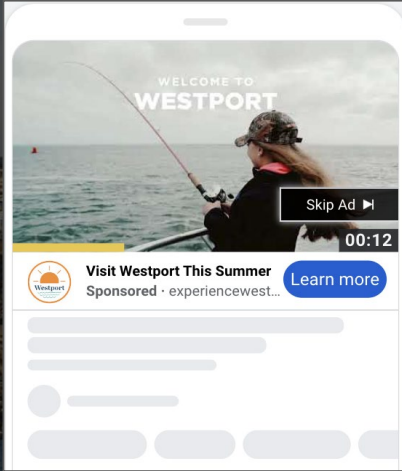 WELCOME TO
WESTPORT
Skip Ad
00:12
Westport
Visit Westport This Summer
Sponsored · experiencewest...
Learn more